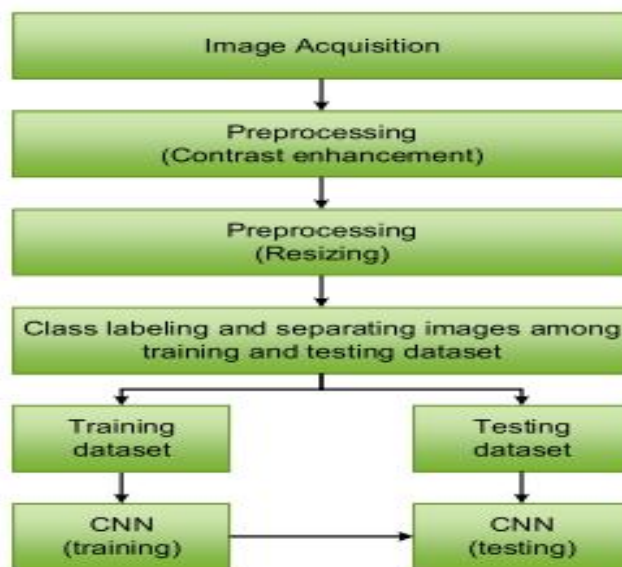 Image Acquisition
Preprocessing
(Contrast enhancement)
Preprocessing
(Resizing)
Class labeling and separating images among
training and testing dataset
Training
dataset
Testing
dataset
CNN
(training)
CNN
(testing)